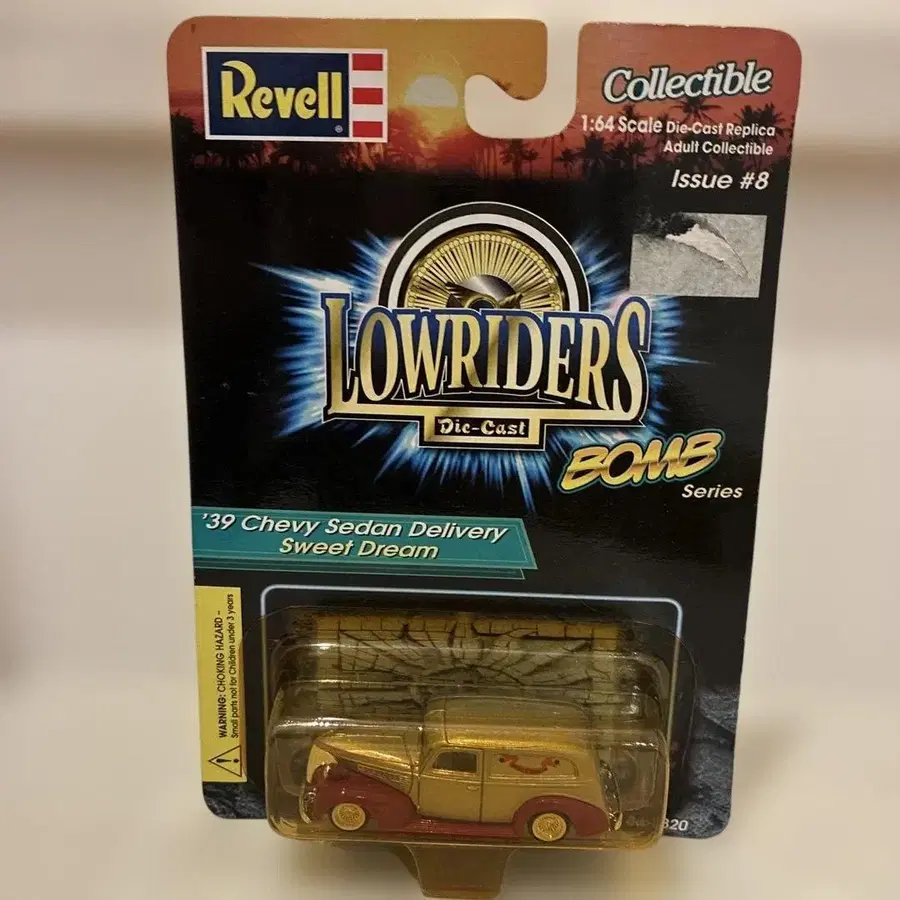 Revell
Collectible
1:64 Scale Die-Cast Replica
Adult Collectible
Issue #8
LOWRIDERS
Die-Cast
BOMB
Series
'39 Chevy Sedan Delivery
Sweet Dream
WARNING: CHOKING HAZARD –
Small parts not for Children under 3 years